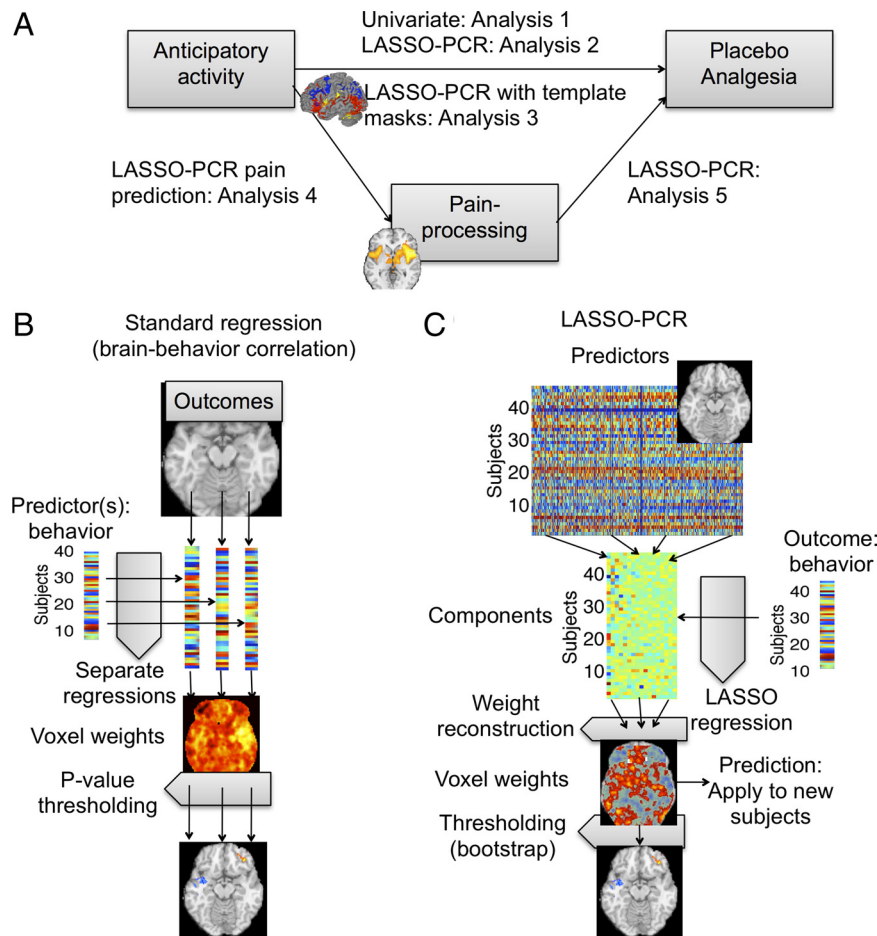 A
Univariate: Analysis 1
LASSO-PCR: Analysis 2
Anticipatory
activity
Placebo
Analgesia
LASSO-PCR with template
masks: Analysis 3
LASSO-PCR pain
prediction: Analysis 4
LASSO-PCR:
Analysis 5
Pain-
processing
B
Standard regression
(brain-behavior correlation)
Outcomes
Predictor(s):
behavior
40
30
20
10
Subjects
Separate
regressions
Voxel weights
P-value
thresholding
C
LASSO-PCR
Predictors
40
30
20
10
Subjects
Outcome:
behavior
40
30
20
10
Subjects
Components
40
30
20
10
Subjects
LASSO
regression
Weight
reconstruction
Voxel weights
Prediction:
Apply to new
subjects
Thresholding
(bootstrap)